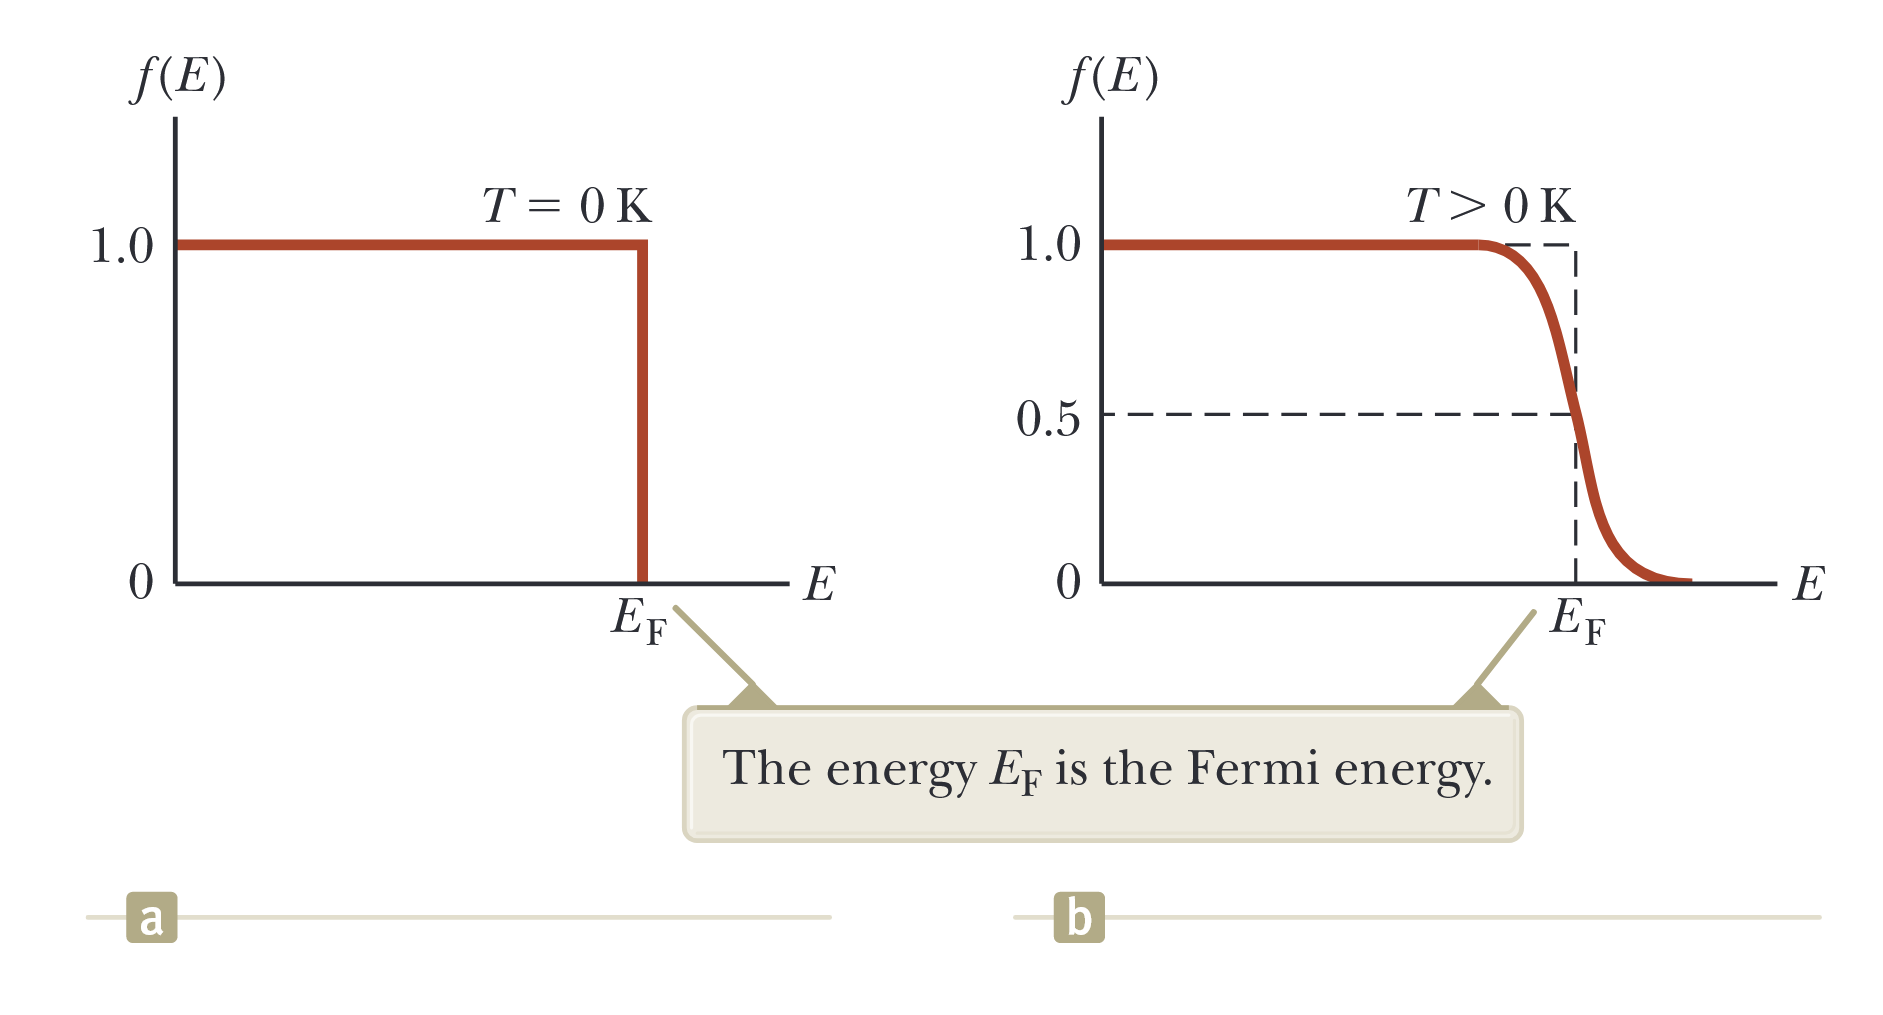 f(E)
T = 0 K
1.0
0
E
E_F
f(E)
T > 0 K
1.0
0.5
0
E
E_F
The energy E_F is the Fermi energy.
a
b